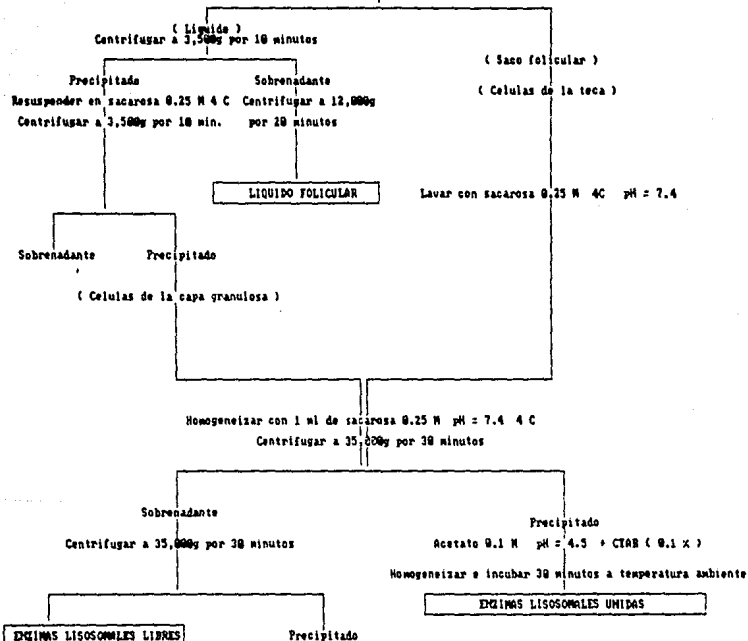 ( Liquido )
Centrifugar a 3,500g por 10 minutos
( Saco folicular )
( Celulas de la teca )
Precipitado
Resuspender en sacarosa 0.25 M 4 C
Centrifugar a 3,500g por 10 min.
Sobrenadante
Centrifugar a 12,000g
por 20 minutos
LIQUIDO FOLICULAR
Lavar con sacarosa 0.25 M 4C pH = 7.4
Sobrenadante
Precipitado
( Celulas de la capa granulosa )
Homogeneizar con 1 ml de sacarosa 0.25 M pH = 7.4 4 C
Centrifugar a 35,000g por 30 minutos
Sobrenadante
Centrifugar a 35,000g por 30 minutos
Precipitado
Acetato 0.1 M pH = 4.5 + CTAB ( 0.1 % )
Homogeneizar e incubar 30 minutos a temperatura ambiente
ENZIMAS LISOSOMALES UNIDAS
ENZIMAS LISOSOMALES LIBRES
Precipitado